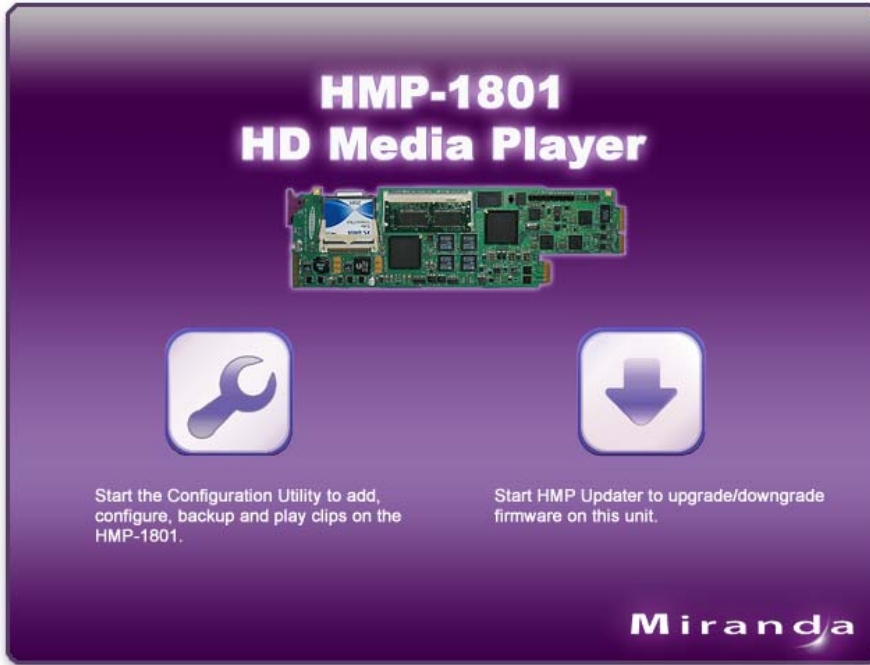 HMP-1801
HD Media Player
Start the Configuration Utility to add,
configure, backup and play clips on the
HMP-1801.
Start HMP Updater to upgrade/downgrade
firmware on this unit.
Miranda